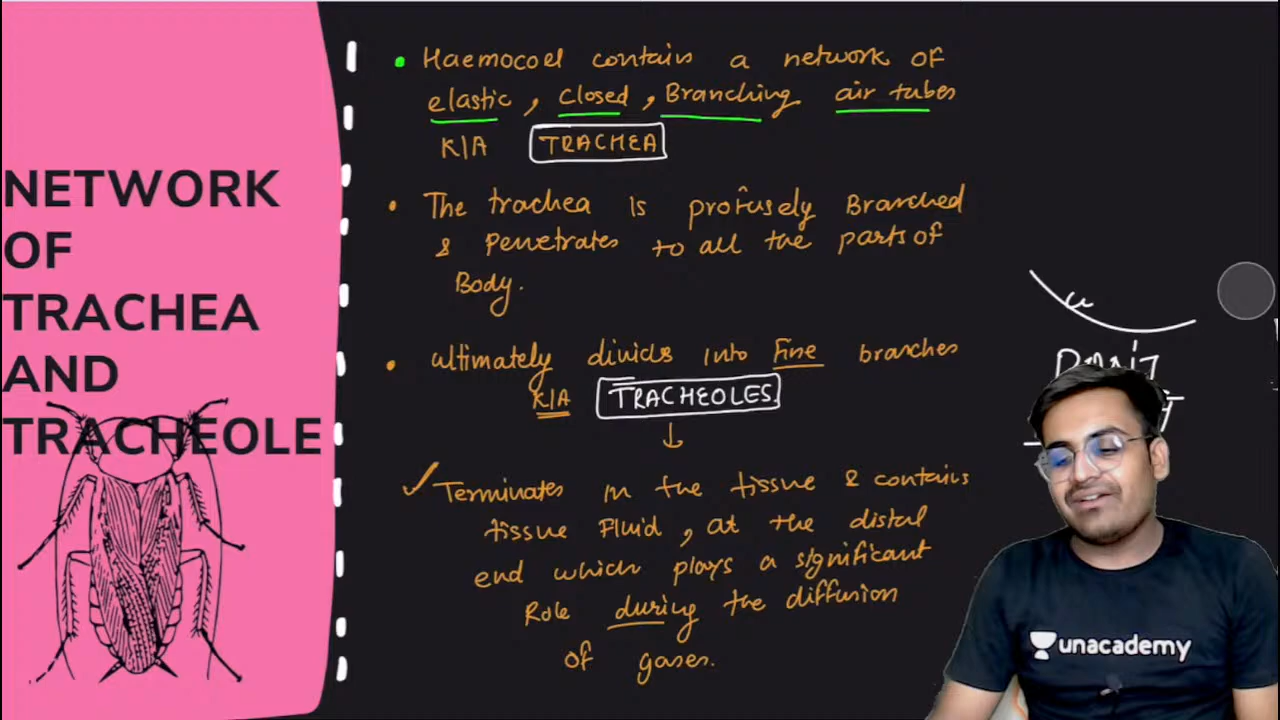 NETWORK
OF
TRACHEA
AND
TRACHEOLE
• Haemocoel contains a network of
elastic, Closed, Branching air tubes
K/A TRACHEA
• The trachea is profusely Branched
& Penetrates to all the parts of
Body.
• ultimately divids into Fine branches
K/A TRACHEOLES.
↓
✓ Terminates in the tissue & contains
tissue Fluid, at the distal
end which plays a significant
Role during the diffusion
of gases.
unacademy